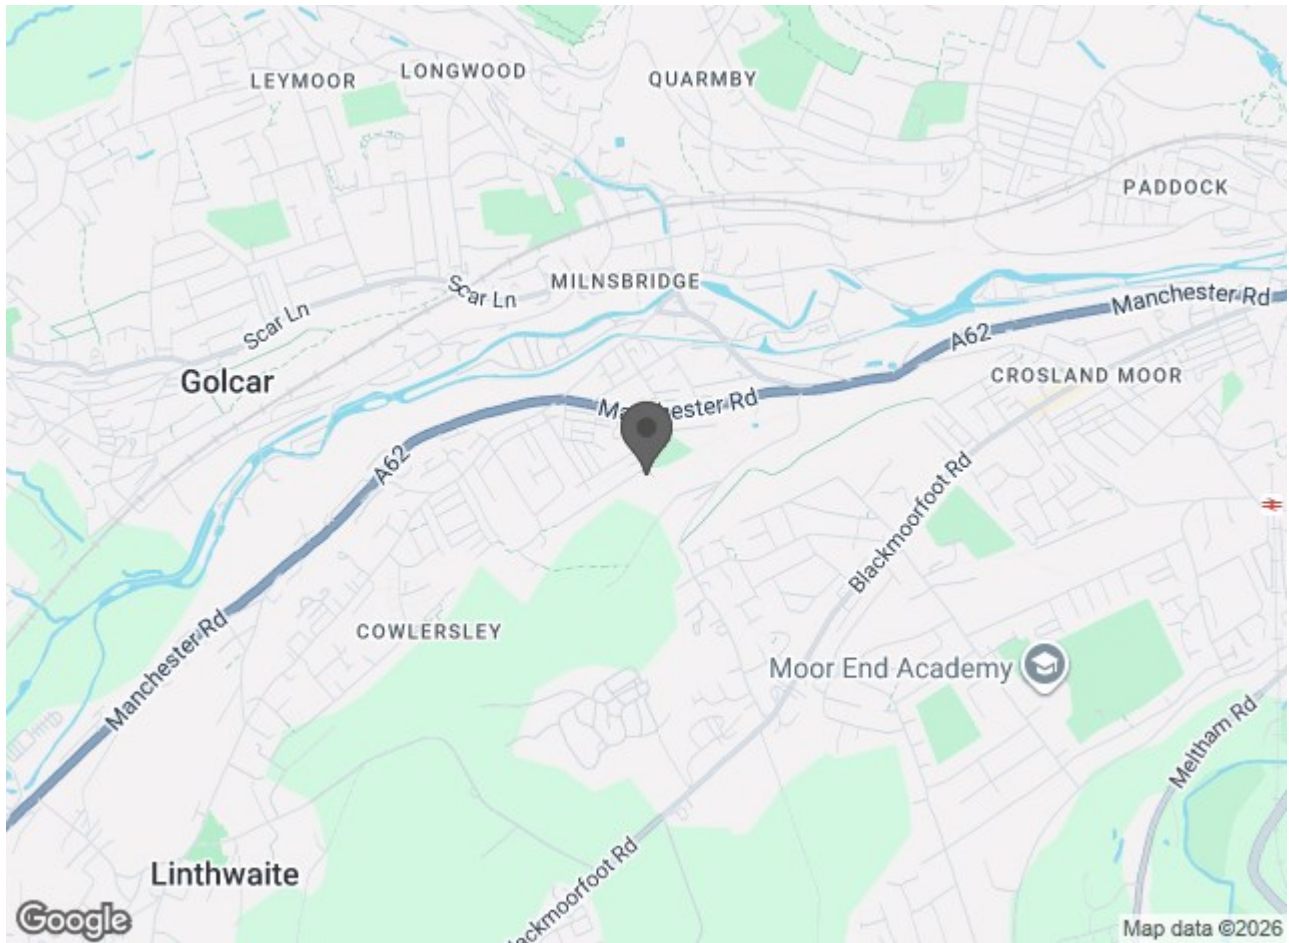 LEYMOOR
LONGWOOD
QUARMBY
PADDOCK
Scar Ln
MILNSBRIDGE
Scar Ln
Manchester Rd
A62
Golcar
CROSLAND MOOR
Manchester Rd
A62
Blackmoorfoot Rd
COWLERSLEY
Manchester Rd
Moor End Academy
Meltham Rd
Linthwaite
Blackmoorfoot Rd
Google
Map data ©2026